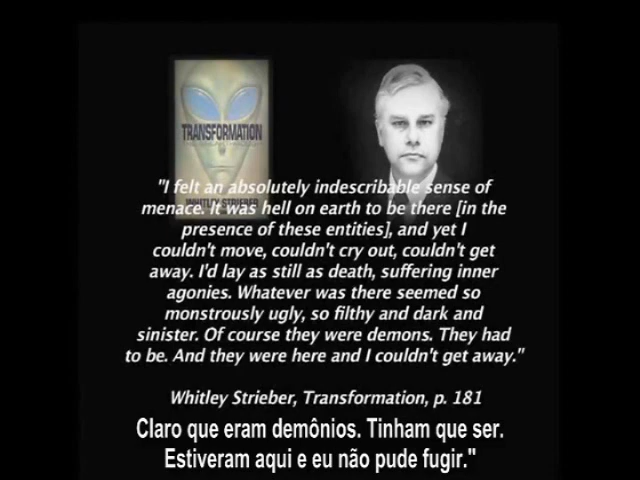 TRANSFORMATION
WHITLEY STRIEBER
"I felt an absolutely indescribable sense of
menace. It was hell on earth to be there [in the
presence of these entities], and yet I
couldn't move, couldn't cry out, couldn't get
away. I'd lay as still as death, suffering inner
agonies. Whatever was there seemed so
monstrously ugly, so filthy and dark and
sinister. Of course they were demons. They had
to be. And they were here and I couldn't get away."
Whitley Strieber, Transformation, p. 181
Claro que eram demônios. Tinham que ser.
Estiveram aqui e eu não pude fugir."